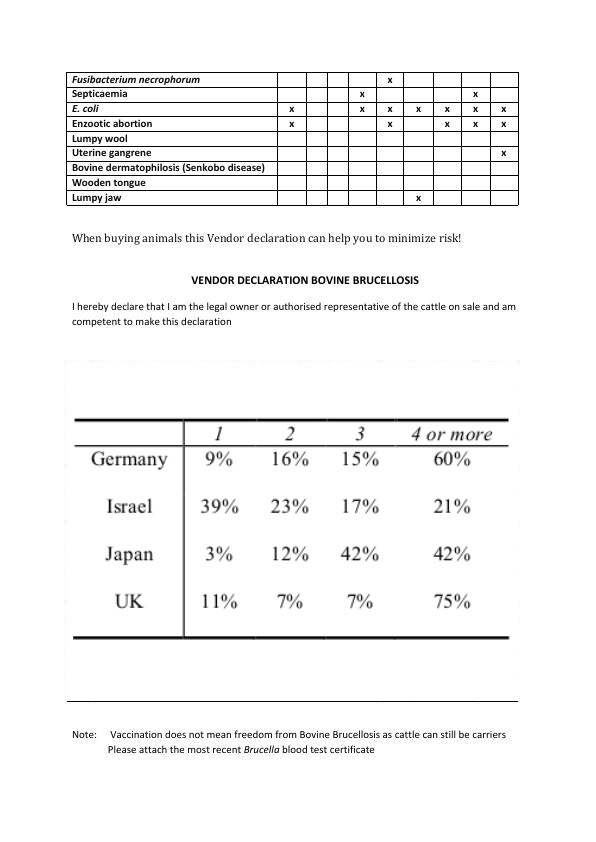 Fusibacterium necrophorum x
Septicaemia x x
E. coli x x x x x x x
Enzootic abortion x x x x x
Lumpy wool
Uterine gangrene x
Bovine dermatophilosis (Senkobo disease)
Wooden tongue
Lumpy jaw x
When buying animals this Vendor declaration can help you to minimize risk!
VENDOR DECLARATION BOVINE BRUCELLOSIS
I hereby declare that I am the legal owner or authorised representative of the cattle on sale and am
competent to make this declaration
1 2 3 4 or more
Germany 9% 16% 15% 60%
Israel 39% 23% 17% 21%
Japan 3% 12% 42% 42%
UK 11% 7% 7% 75%
Note: Vaccination does not mean freedom from Bovine Brucellosis as cattle can still be carriers
Please attach the most recent Brucella blood test certificate